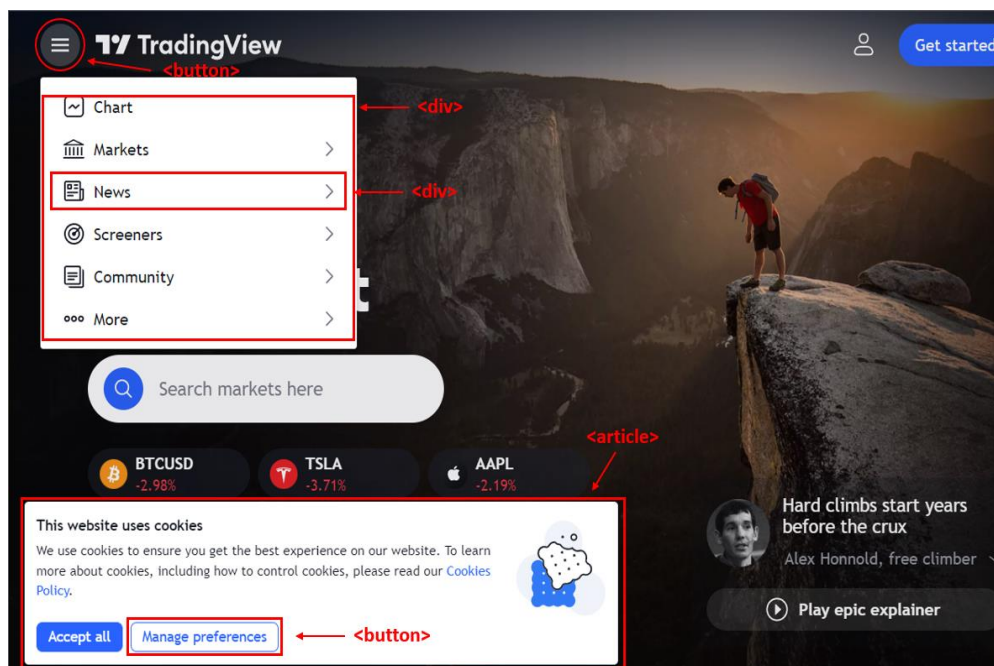 TradingView
Get started
<button>
Chart
<div>
Markets
News
<div>
Screeners
Community
t
More
Search markets here
<article>
BTCUSD
-2.98%
TSLA
-3.71%
AAPL
-2.19%
This website uses cookies
We use cookies to ensure you get the best experience on our website. To learn
more about cookies, including how to control cookies, please read our Cookies
Policy.
Accept all
Manage preferences
<button>
Hard climbs start years
before the crux
Alex Honnold, free climber
Play epic explainer